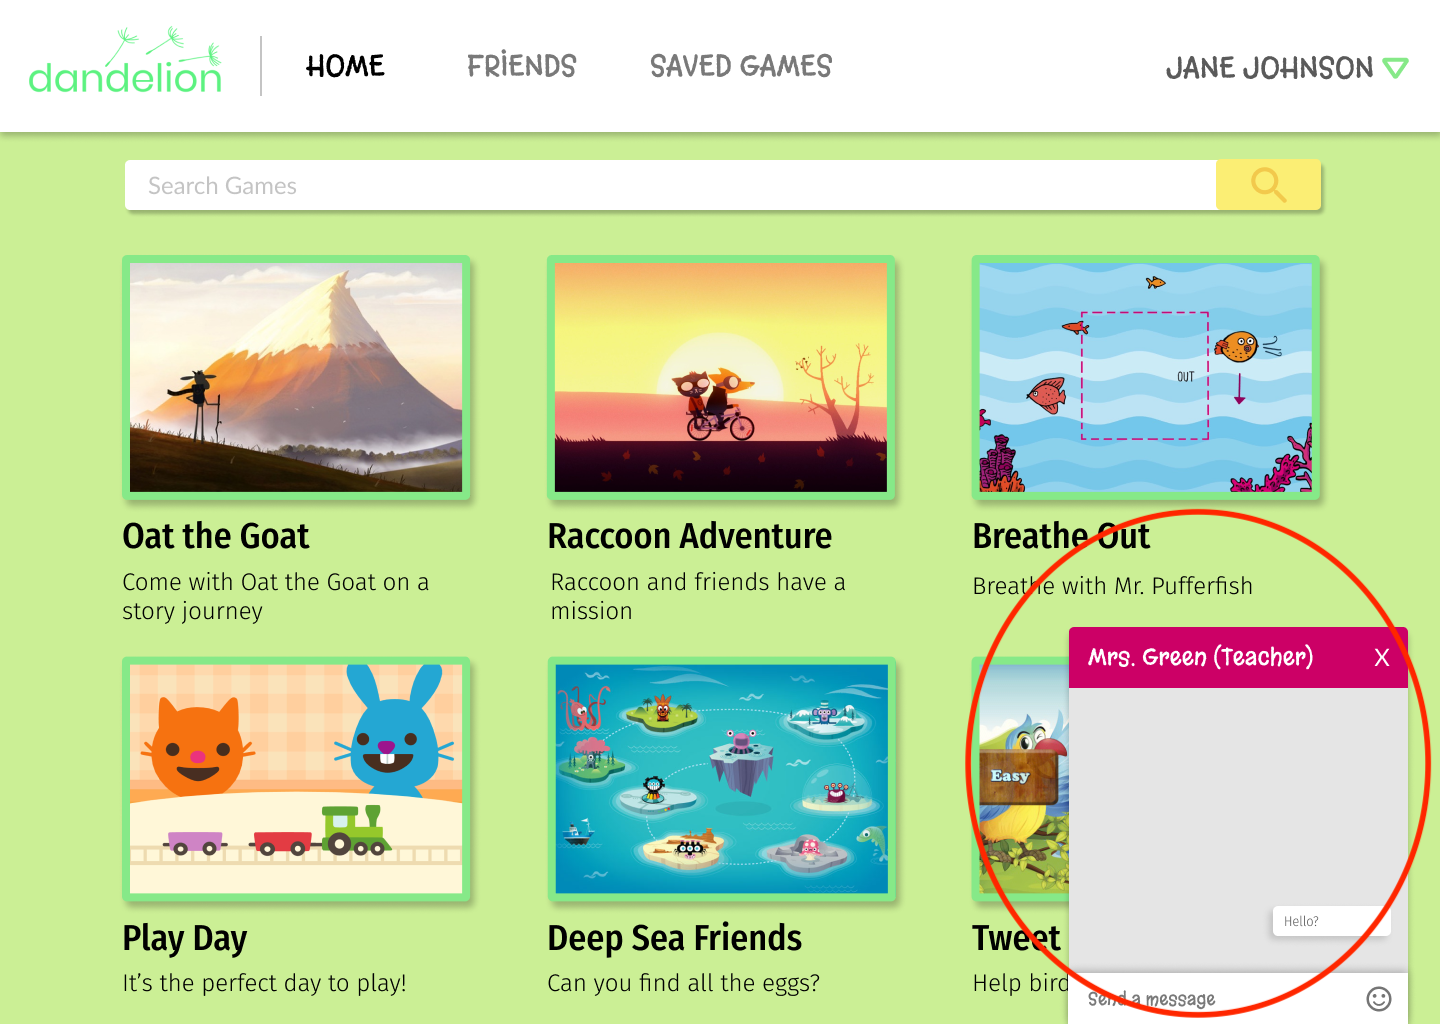 dandelion
HOME
FRIENDS
SAVED GAMES
JANE JOHNSON
Search Games
OUT
Oat the Goat
Come with Oat the Goat on a
story journey
Raccoon Adventure
Raccoon and friends have a
mission
Breathe Out
Breathe with Mr. Pufferfish
Easy
Play Day
It's the perfect day to play!
Deep Sea Friends
Can you find all the eggs?
Tweet
Help bird
Mrs. Green (Teacher)
X
Hello?
Send a message